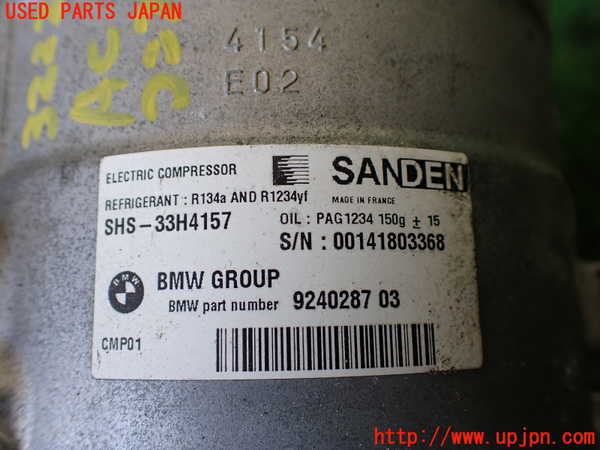 USED PARTS JAPAN
4154
E02
ELECTRIC COMPRESSOR
SANDEN
REFRIGERANT : R134a AND R1234yf
MADE IN FRANCE
SHS-33H4157
OIL : PAG1234 150g ± 15
S/N : 00141803368
BMW
BMW GROUP
BMW part number 9240287 03
CMP01
http://www.upjpn.com/